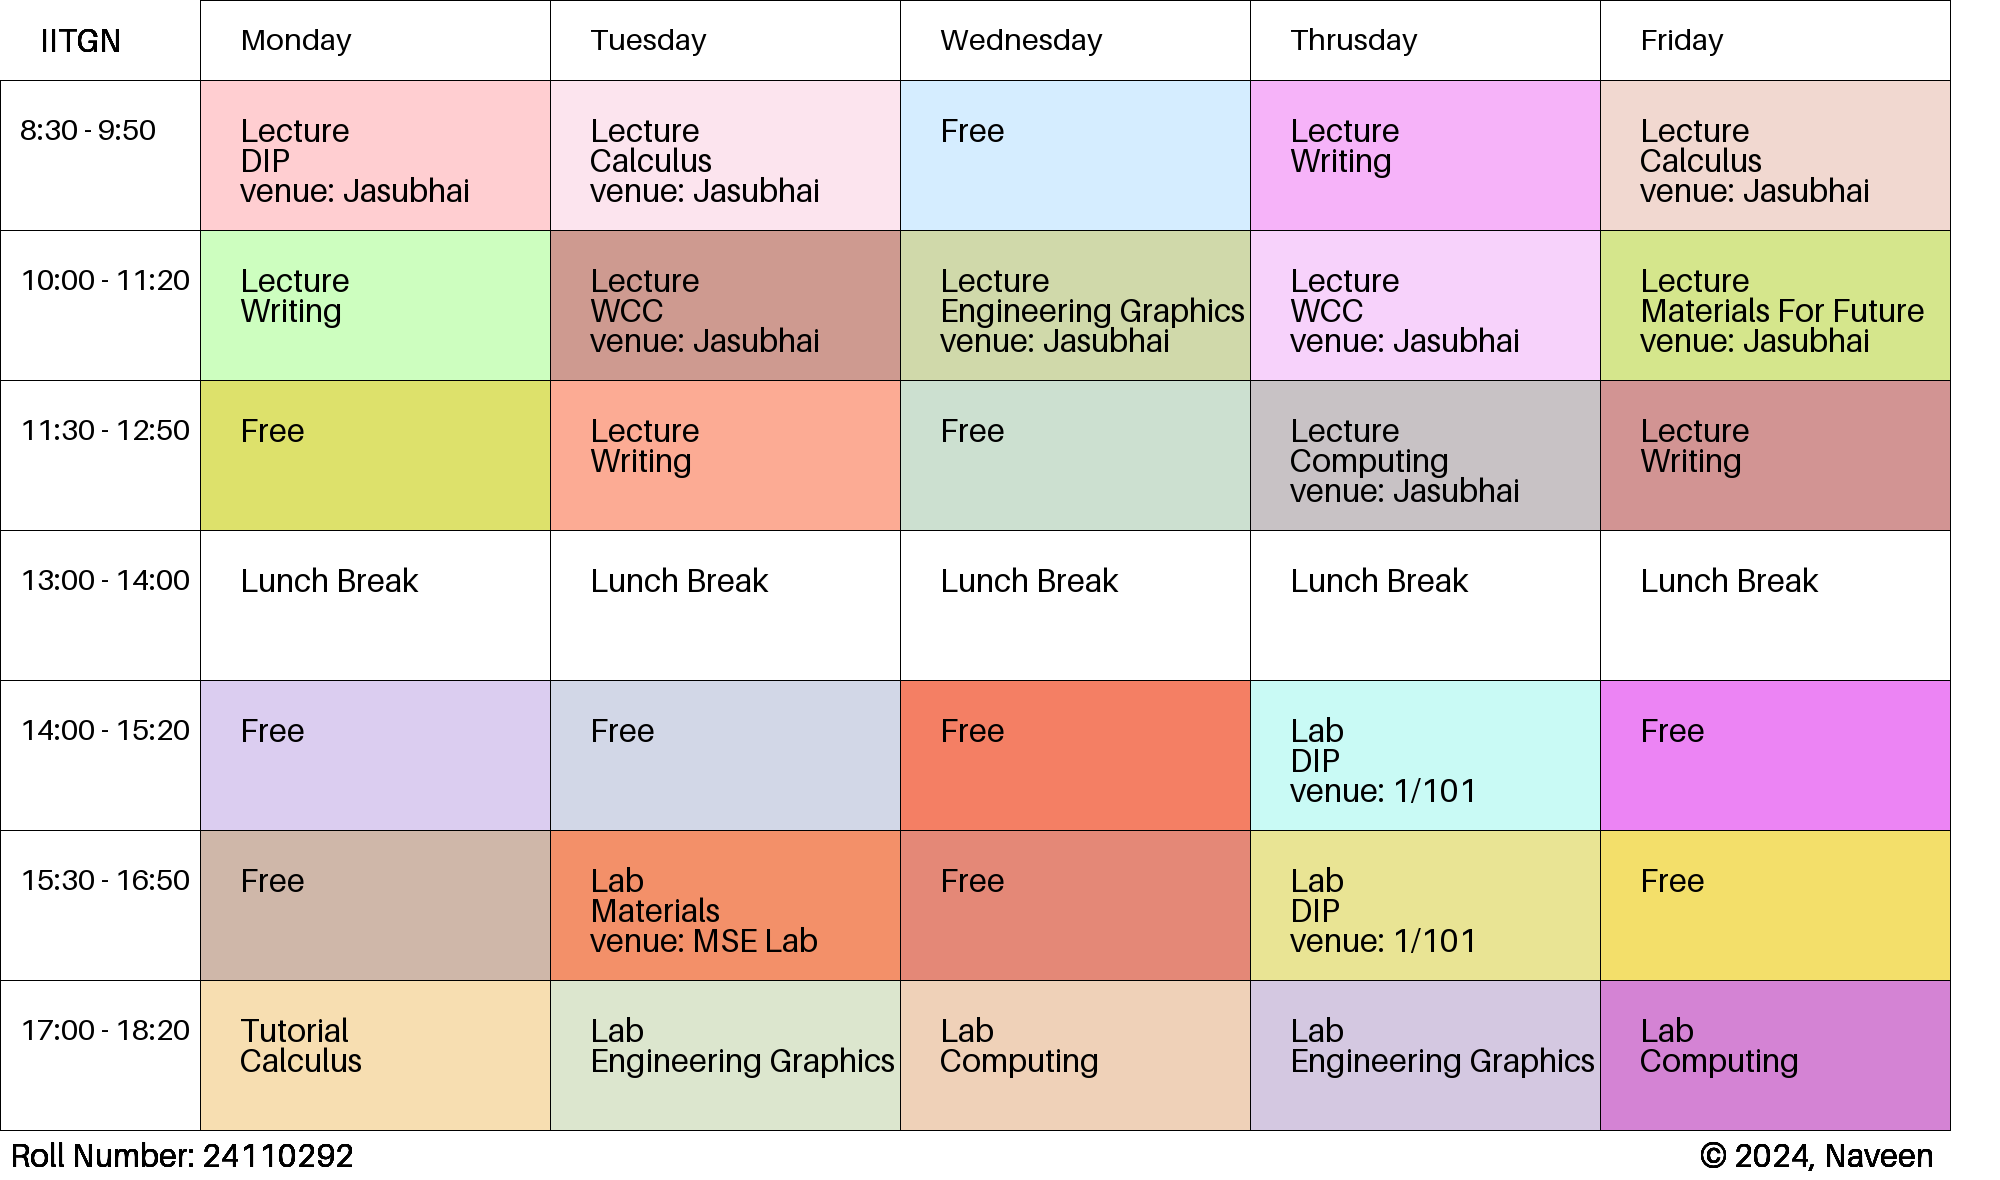 IITGN Monday Tuesday Wednesday Thrusday Friday
8:30 - 9:50
Lecture
DIP
venue: Jasubhai
Lecture
Calculus
venue: Jasubhai
Free
Lecture
Writing
Lecture
Calculus
venue: Jasubhai
10:00 - 11:20
Lecture
Writing
Lecture
WCC
venue: Jasubhai
Lecture
Engineering Graphics
venue: Jasubhai
Lecture
WCC
venue: Jasubhai
Lecture
Materials For Future
venue: Jasubhai
11:30 - 12:50
Free
Lecture
Writing
Free
Lecture
Computing
venue: Jasubhai
Lecture
Writing
13:00 - 14:00
Lunch Break
Lunch Break
Lunch Break
Lunch Break
Lunch Break
14:00 - 15:20
Free
Free
Free
Lab
DIP
venue: 1/101
Free
15:30 - 16:50
Free
Lab
Materials
venue: MSE Lab
Free
Lab
DIP
venue: 1/101
Free
17:00 - 18:20
Tutorial
Calculus
Lab
Engineering Graphics
Lab
Computing
Lab
Engineering Graphics
Lab
Computing
Roll Number: 24110292
© 2024, Naveen